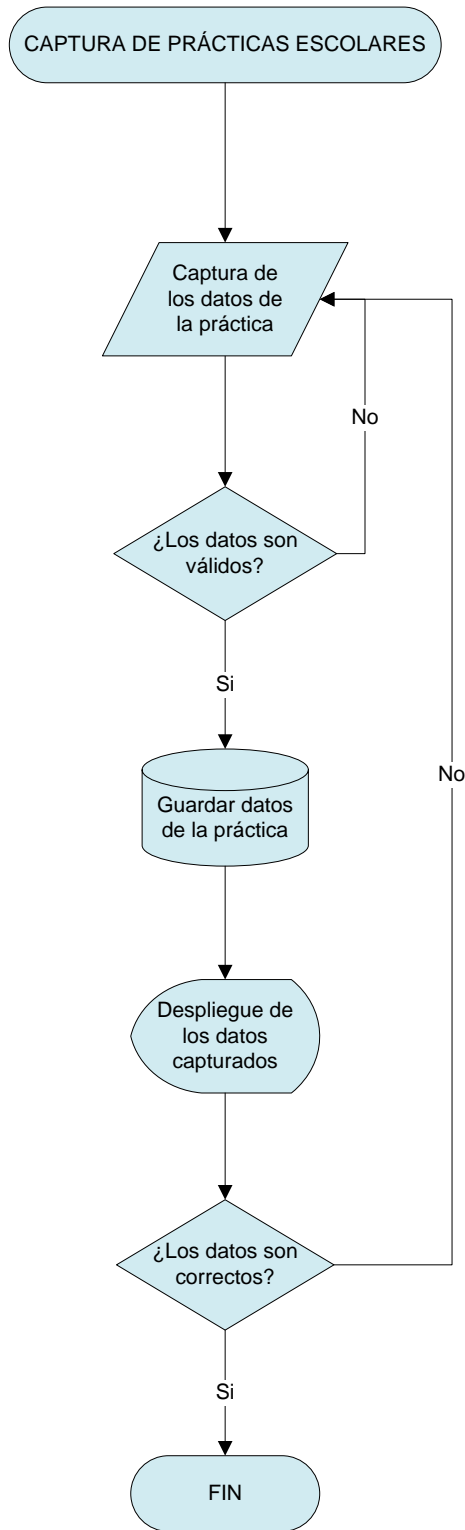 CAPTURA DE PRÁCTICAS ESCOLARES
Captura de
los datos de
la práctica
No
¿Los datos son
válidos?
Si
No
Guardar datos
de la práctica
Despliegue de
los datos
capturados
¿Los datos son
correctos?
Si
FIN